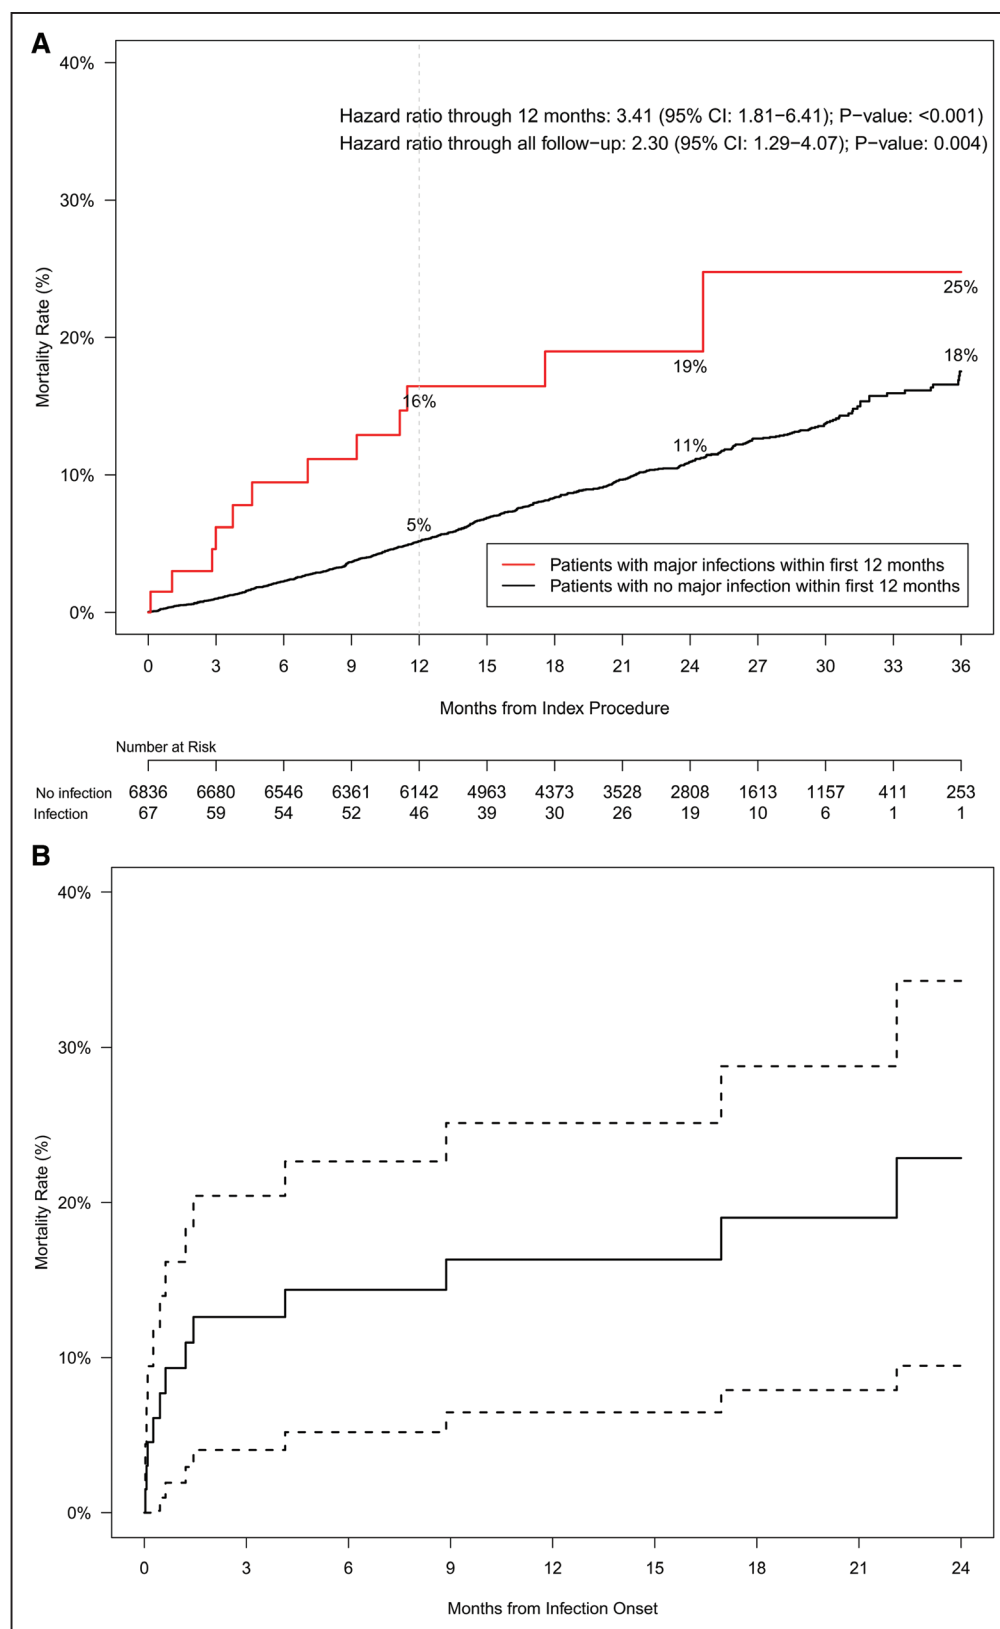 A
40%
30%
20%
10%
0%
Mortality Rate (%)
Hazard ratio through 12 months: 3.41 (95% CI: 1.81−6.41); P−value: <0.001)
Hazard ratio through all follow−up: 2.30 (95% CI: 1.29−4.07); P−value: 0.004)
25%
18%
19%
16%
11%
5%
Patients with major infections within first 12 months
Patients with no major infection within first 12 months
0 3 6 9 12 15 18 21 24 27 30 33 36
Months from Index Procedure
Number at Risk
No infection 6836 6680 6546 6361 6142 4963 4373 3528 2808 1613 1157 411 253
Infection 67 59 54 52 46 39 30 26 19 10 6 1 1
B
40%
30%
20%
10%
0%
Mortality Rate (%)
0 3 6 9 12 15 18 21 24
Months from Infection Onset